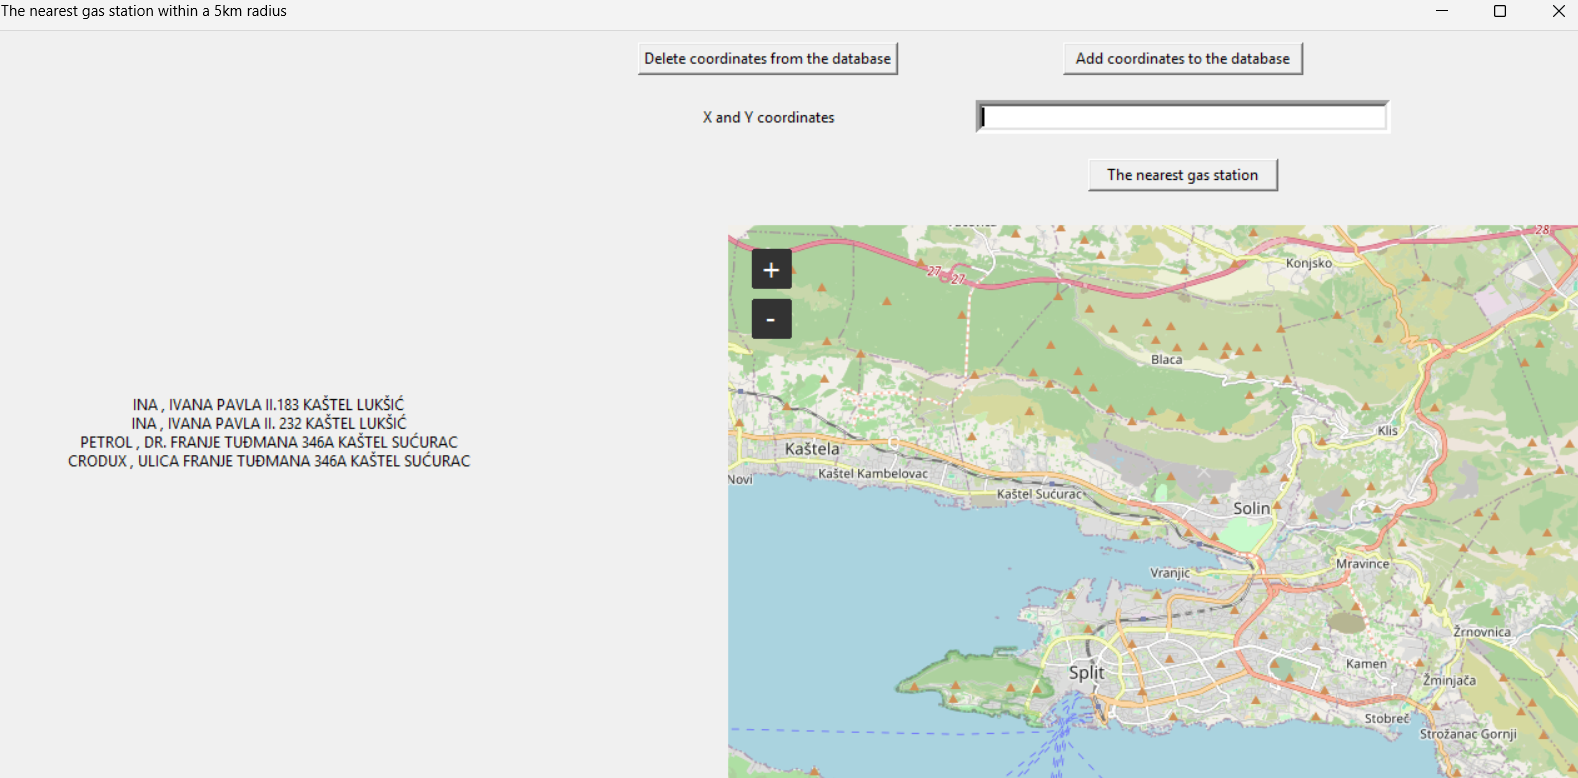 The nearest gas station within a 5km radius
Delete coordinates from the database
Add coordinates to the database
X and Y coordinates
The nearest gas station
INA , IVANA PAVLA II.183 KAŠTEL LUKŠIĆ
INA , IVANA PAVLA II. 232 KAŠTEL LUKŠIĆ
PETROL , DR. FRANJE TUĐMANA 346A KAŠTEL SUĆURAC
CRODUX , ULICA FRANJE TUĐMANA 346A KAŠTEL SUĆURAC
+
-
28
27
27
Konjsko
Blaca
Klis
Kaštela
Kaštel Kambelovac
Novi
Kaštel Sućurac
Solin
Vranjic
Mravince
Žrnovnica
Split
Kamen
Žminjača
Stobreč
Strožanac Gornji